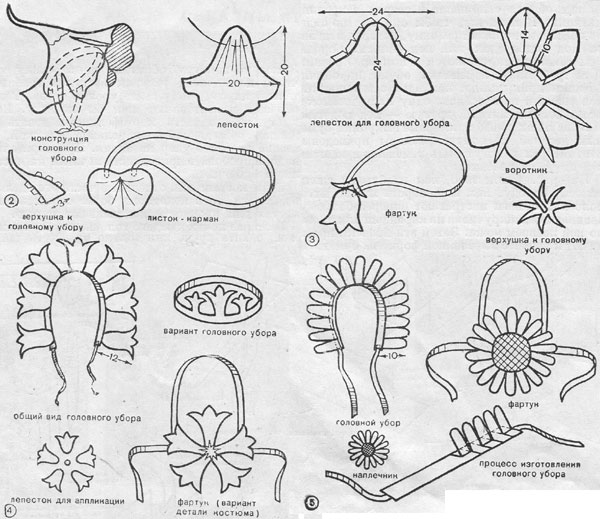 конструкция
головного
убора
20
20
лепесток
верхушка к
головному убору
3
листок - карман
2
24
24
лепесток для головного убора
14
10
воротник
фартук
верхушка к головному
убору
3
12
общий вид головного убора
вариант головного убора
лепесток для аппликации
фартук (вариант
детали костюма)
4
10
головной убор
фартук
наплечник
процесс изготовления
головного убора
5